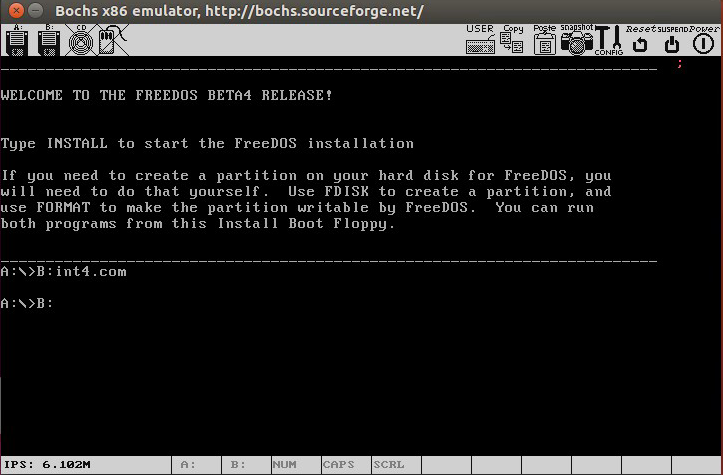 Bochs x86 emulator, http://bochs.sourceforge.net/
A: B: CD USER Copy Paste snapshot CONFIG Reset SUSPEND Power
;
WELCOME TO THE FREEDOS BETA4 RELEASE!
Type INSTALL to start the FreeDOS installation
If you need to create a partition on your hard disk for FreeDOS, you
will need to do that yourself.  Use FDISK to create a partition, and
use FORMAT to make the partition writable by FreeDOS.  You can run
both programs from this Install Boot Floppy.
A:\>B:int4.com
A:\>B:
IPS: 6.102M A: B: NUM CAPS SCRL